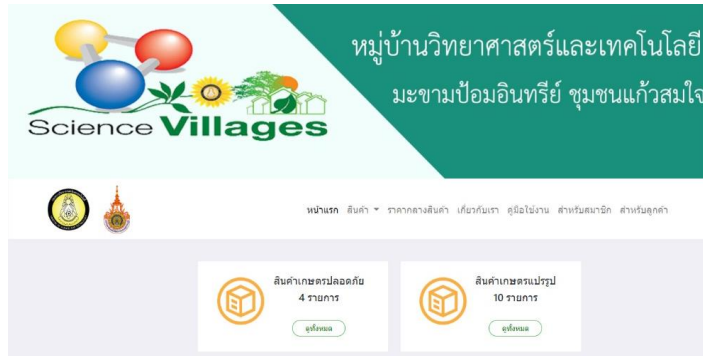 หมู่บ้านวิทยาศาสตร์และเทคโนโลยี
มะขามป้อมอินทรีย์ ชุมชนแก้วสมใจ
Science Villages
หน้าแรก สินค้า ราคากลางสินค้า เกี่ยวกับเรา คู่มือใช้งาน สำหรับสมาชิก สำหรับลูกค้า
สินค้าเกษตรปลอดภัย
4 รายการ
ดูทั้งหมด
สินค้าเกษตรแปรรูป
10 รายการ
ดูทั้งหมด